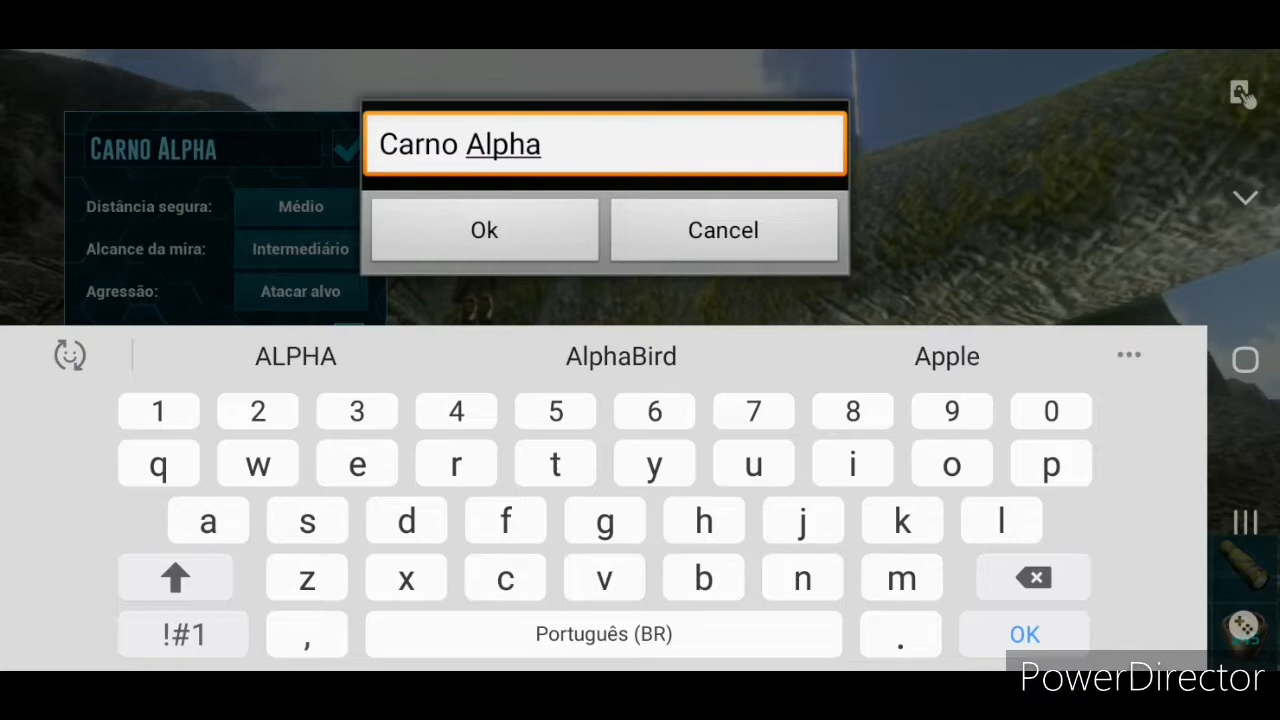 Carno Alpha
CARNO ALPHA
Ok Cancel
Distância segura: Médio
Alcance da mira: Intermediário
Agressão: Atacar alvo
ALPHA AlphaBird Apple
1 2 3 4 5 6 7 8 9 0
q w e r t y u i o p
a s d f g h j k l
z x c v b n m
!#1 , Português (BR) . OK
PowerDirector